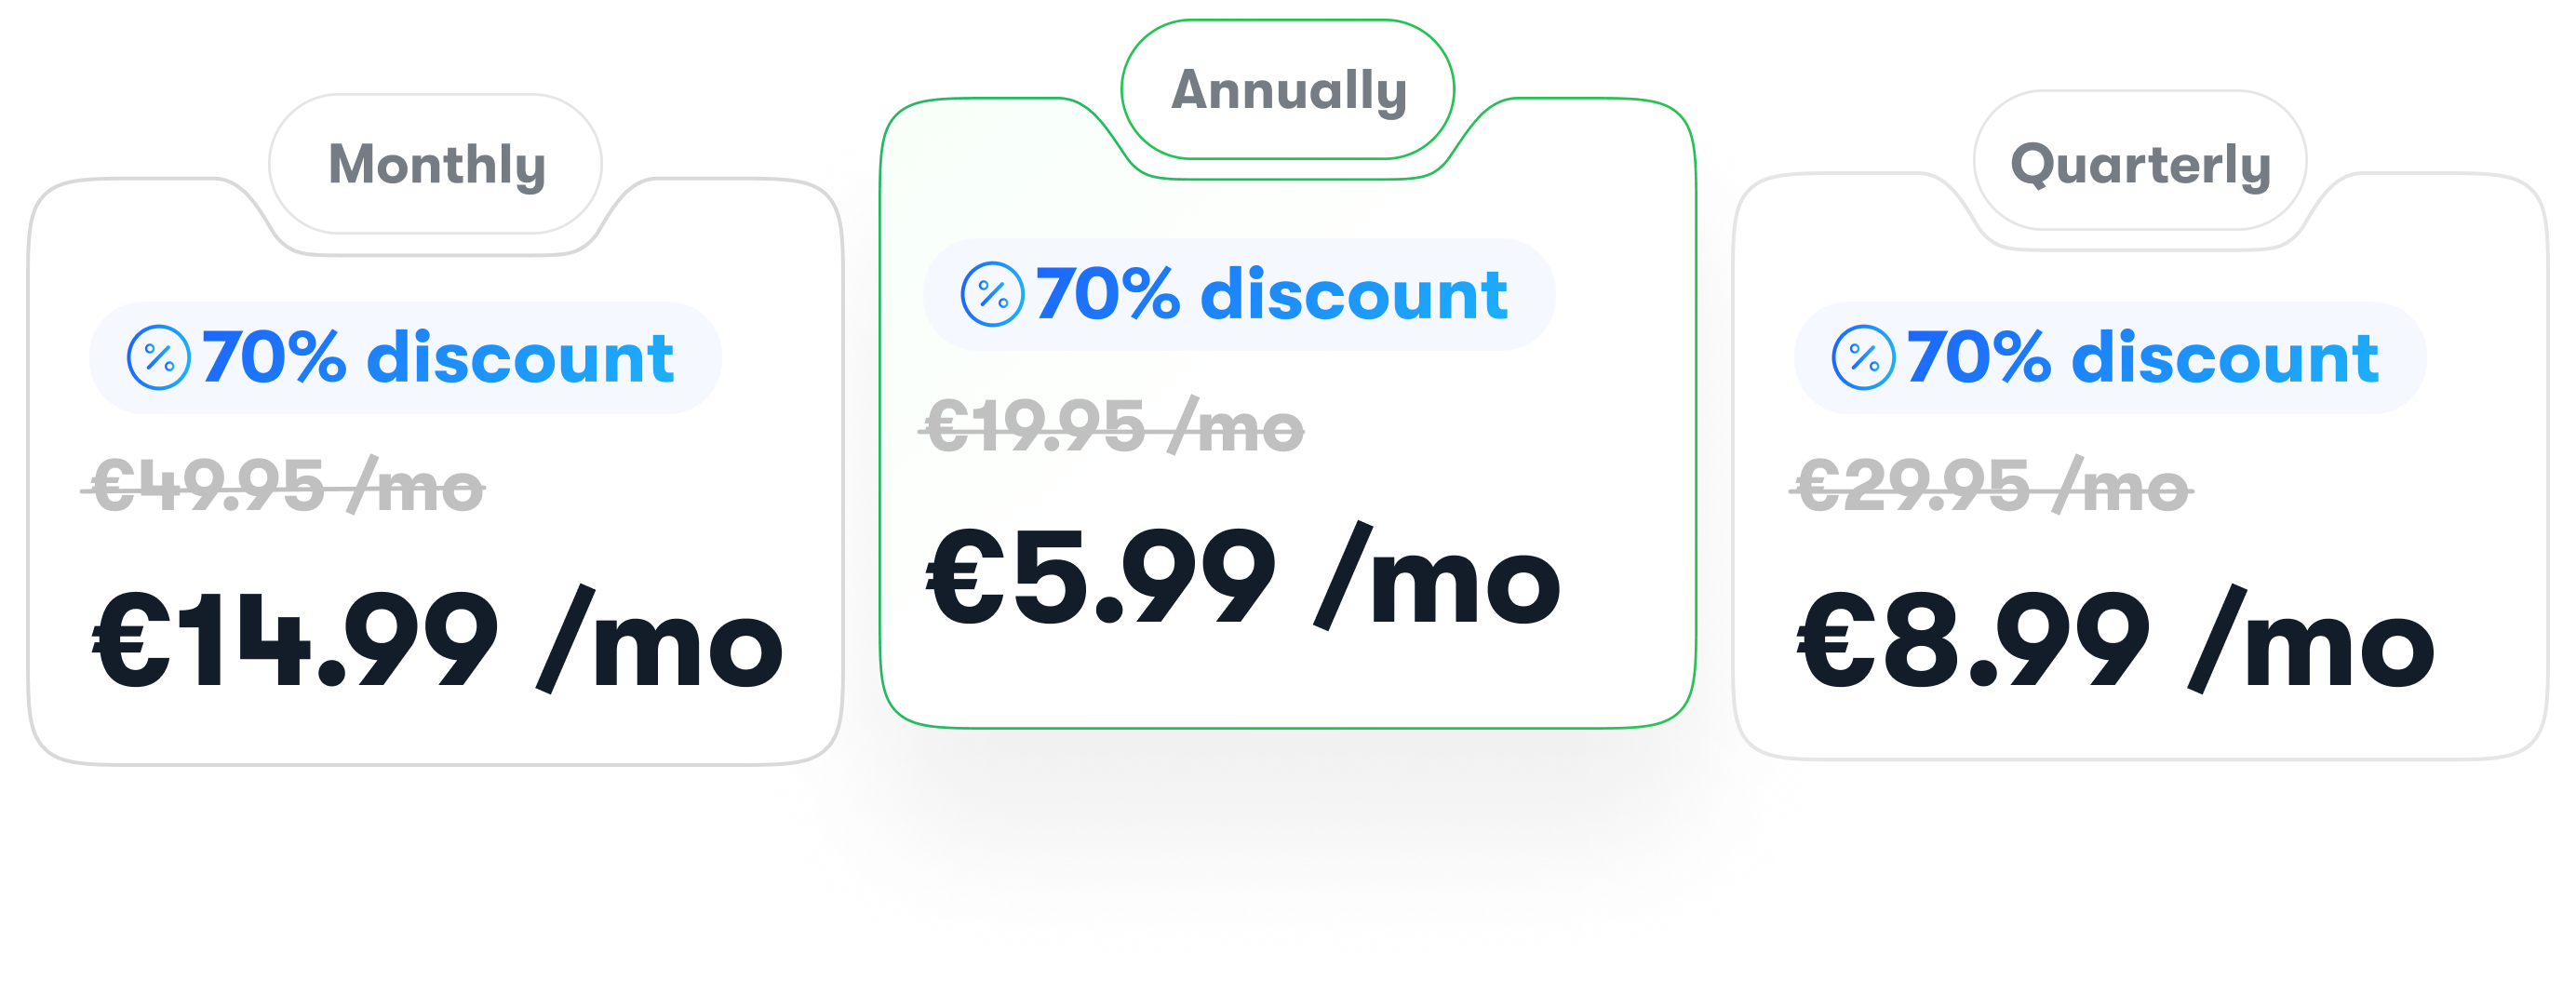 Monthly
70% discount
€49.95 /mo
€14.99 /mo
Annually
70% discount
€19.95 /mo
€5.99 /mo
Quarterly
70% discount
€29.95 /mo
€8.99 /mo